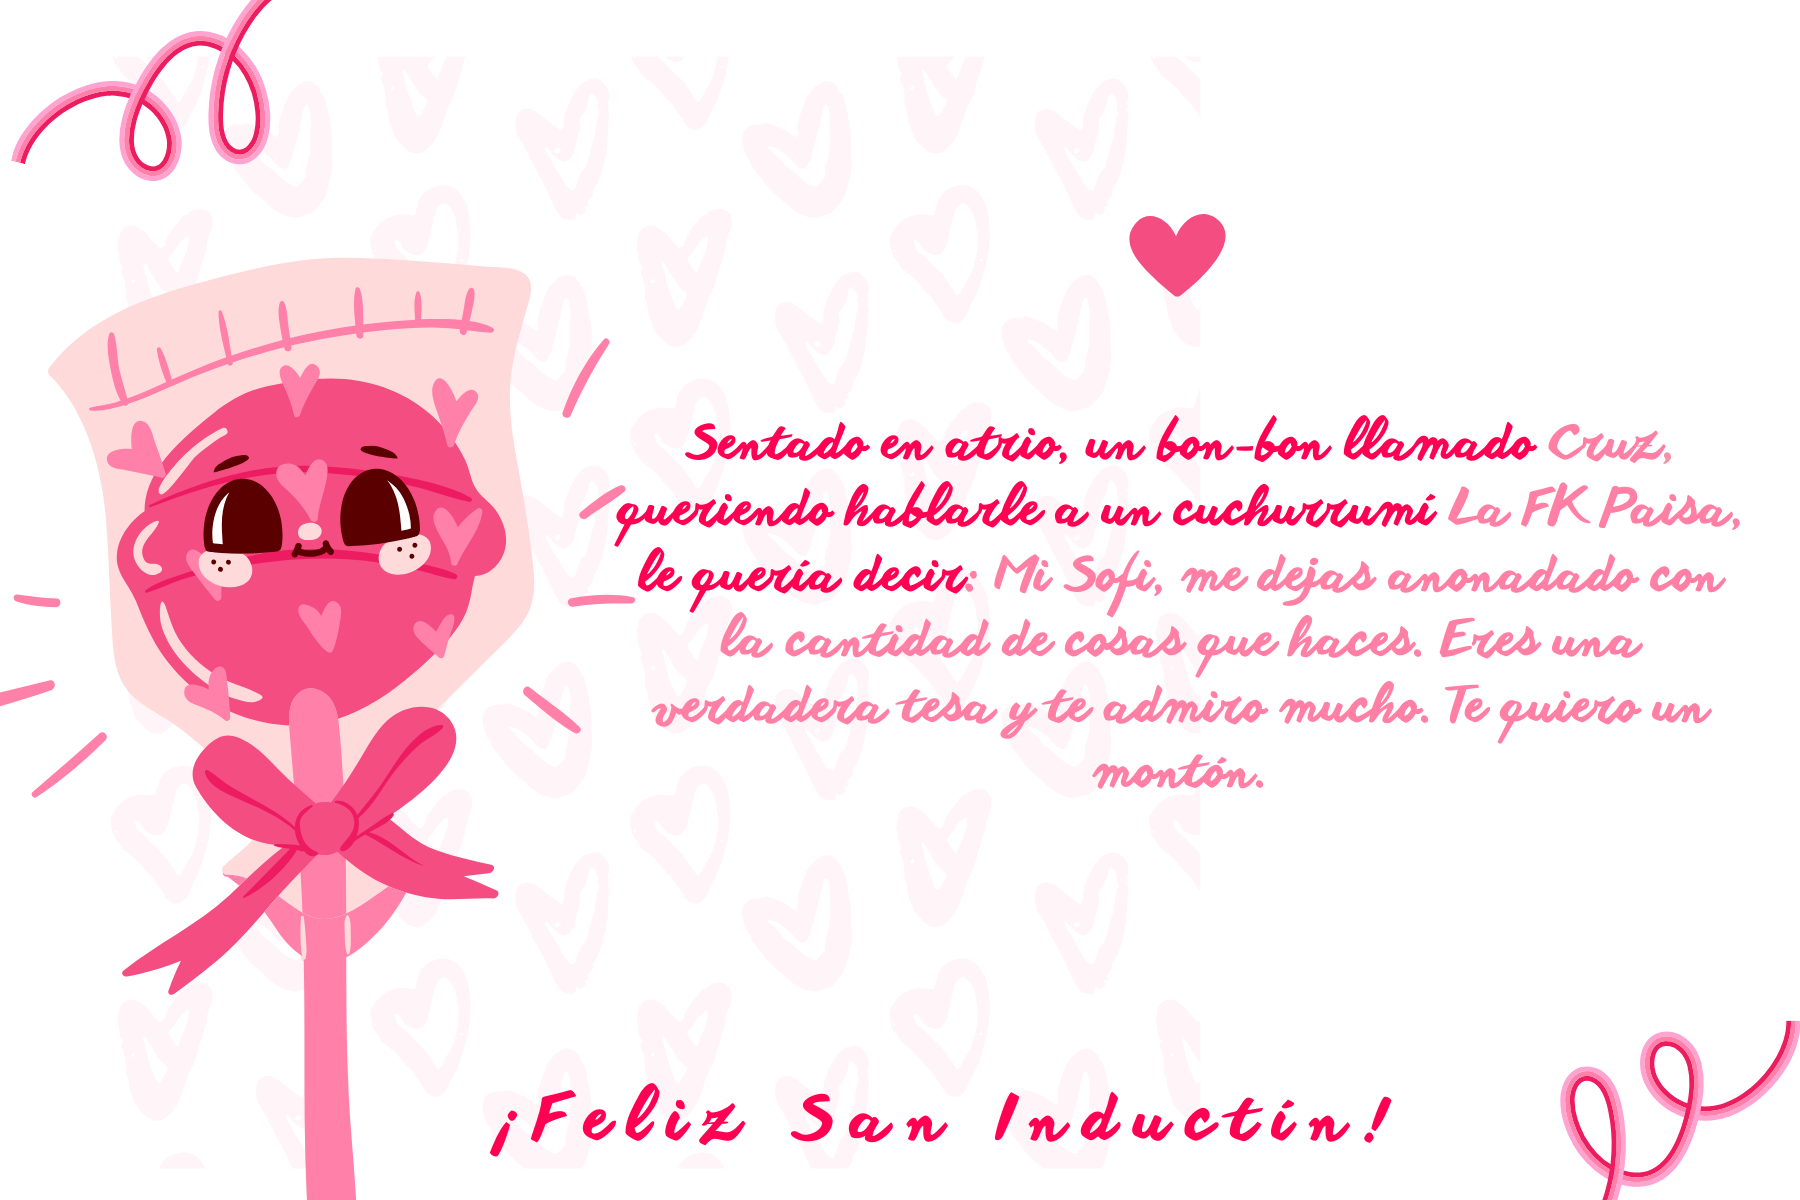 Sentado en atrio, un bon-bon llamado Cruz,
queriendo hablarle a un cuchurrumí La FK Paisa,
le quería decir: Mi Sofi, me dejas anonadado con
la cantidad de cosas que haces. Eres una
verdadera tesa y te admiro mucho. Te quiero un
montón.
¡Feliz San Inductín!